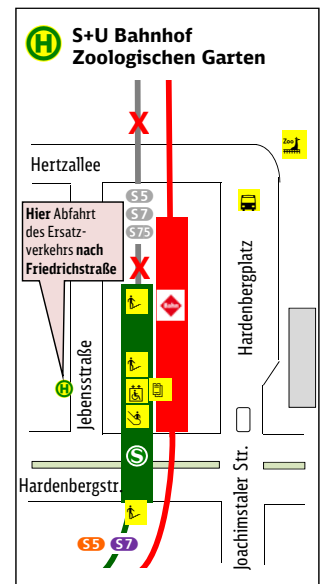 H S+U Bahnhof
Zoologischen Garten
Zoo
Hertzallee
S5
S7
S75
Hier Abfahrt
des Ersatz-
verkehrs nach
Friedrichstraße
Bahn
Hardenbergplatz
Jebensstraße
H
S
Hardenbergstr.
Joachimstaler Str.
S5 S7